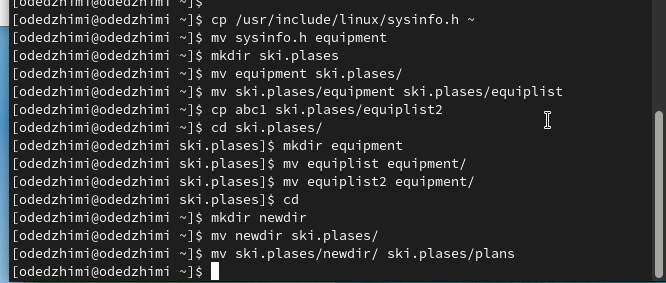 [odedzhimi@odedzhimi ~]$
[odedzhimi@odedzhimi ~]$ cp /usr/include/linux/sysinfo.h ~
[odedzhimi@odedzhimi ~]$ mv sysinfo.h equipment
[odedzhimi@odedzhimi ~]$ mkdir ski.plases
[odedzhimi@odedzhimi ~]$ mv equipment ski.plases/
[odedzhimi@odedzhimi ~]$ mv ski.plases/equipment ski.plases/equiplist
[odedzhimi@odedzhimi ~]$ cp abc1 ski.plases/equiplist2
[odedzhimi@odedzhimi ~]$ cd ski.plases/
[odedzhimi@odedzhimi ski.plases]$ mkdir equipment
[odedzhimi@odedzhimi ski.plases]$ mv equiplist equipment/
[odedzhimi@odedzhimi ski.plases]$ mv equiplist2 equipment/
[odedzhimi@odedzhimi ski.plases]$ cd
[odedzhimi@odedzhimi ~]$ mkdir newdir
[odedzhimi@odedzhimi ~]$ mv newdir ski.plases/
[odedzhimi@odedzhimi ~]$ mv ski.plases/newdir/ ski.plases/plans
[odedzhimi@odedzhimi ~]$